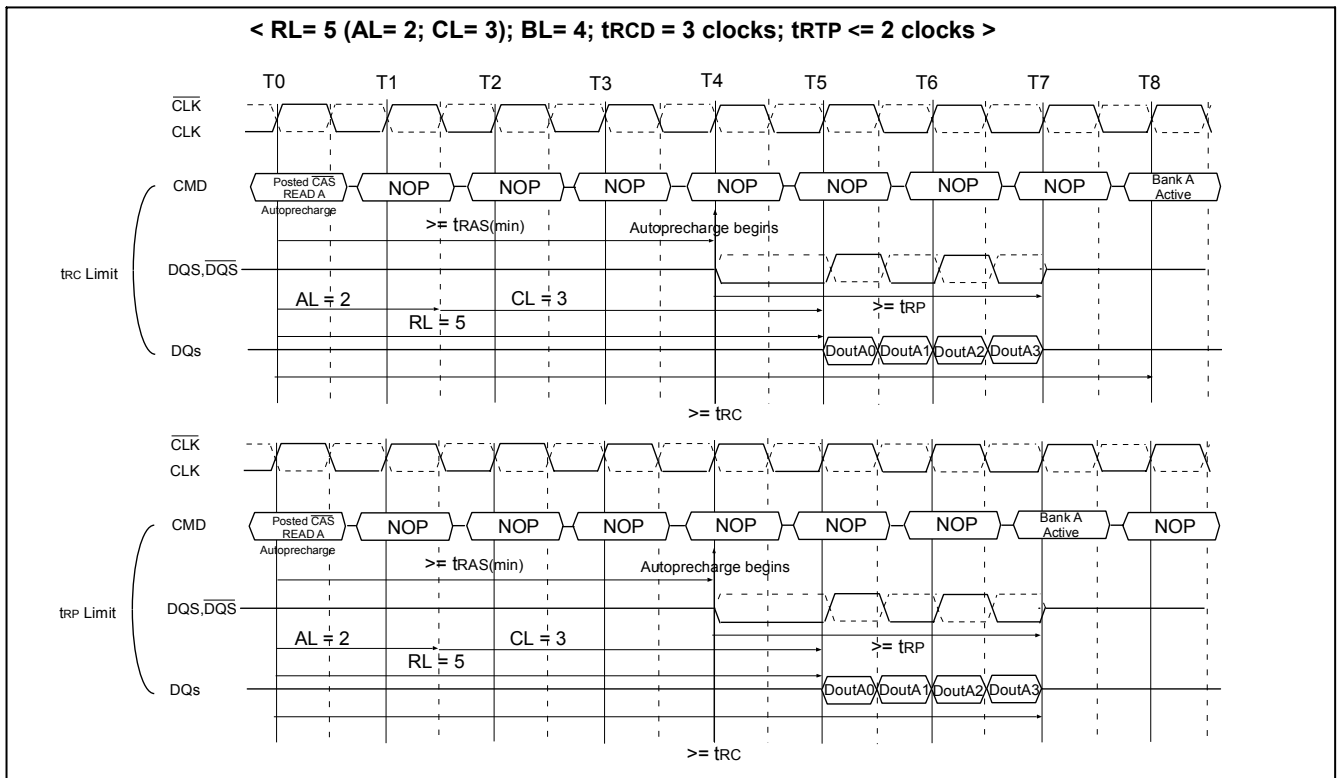 < RL= 5 (AL= 2; CL= 3); BL= 4; tRCD = 3 clocks; tRTP <= 2 clocks >
T0 T1 T2 T3 T4 T5 T6 T7 T8
CLK
CLK
CMD Posted CAS READ A NOP NOP NOP NOP NOP NOP NOP Bank A Active
Autoprecharge
>= tRAS(min) Autoprecharge begins
tRC Limit DQS,DQS
AL = 2 CL = 3 >= tRP
RL = 5
DQs DoutA0 DoutA1 DoutA2 DoutA3
>= tRC
CLK
CLK
CMD Posted CAS READ A NOP NOP NOP NOP NOP NOP Bank A Active NOP
Autoprecharge
>= tRAS(min) Autoprecharge begins
tRP Limit DQS,DQS
AL = 2 CL = 3 >= tRP
RL = 5
DQs DoutA0 DoutA1 DoutA2 DoutA3
>= tRC